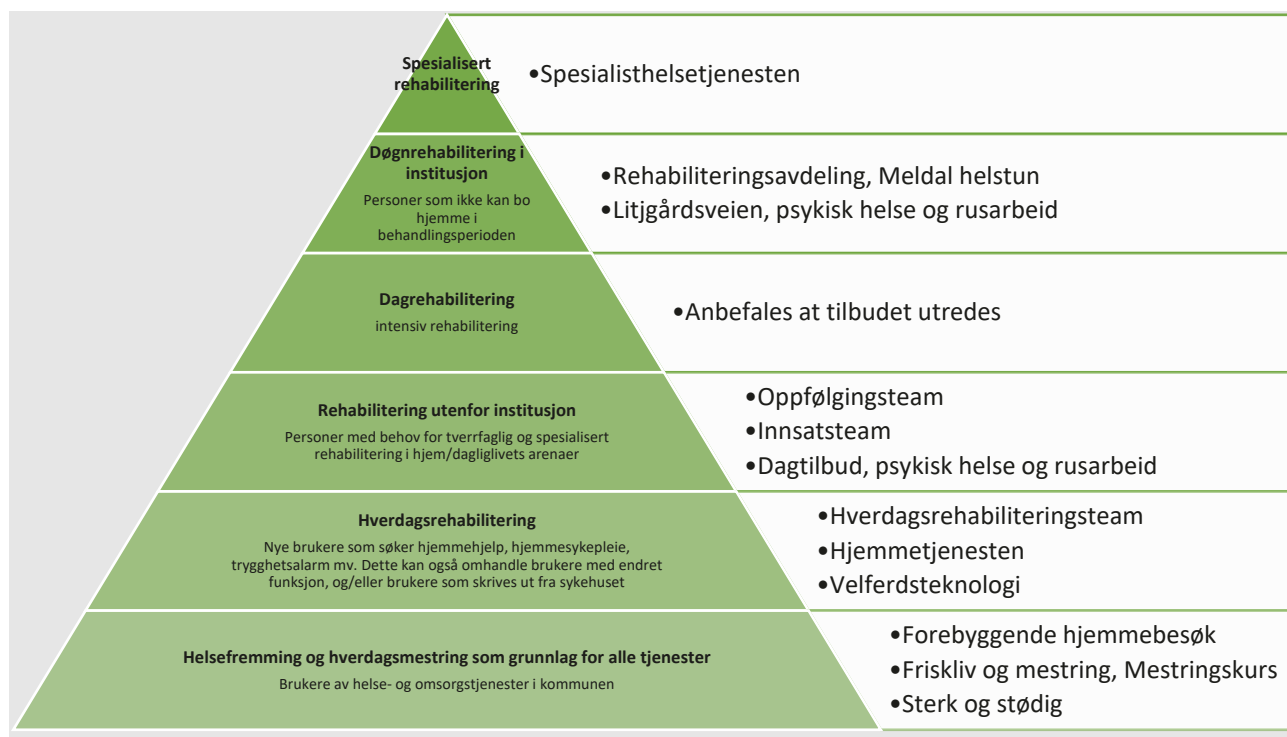 Spesialisert
rehabilitering
•Spesialisthelsetjenesten
Døgnrehabilitering i
institusjon
Personer som ikke kan bo
hjemme i
behandlingsperioden
•Rehabiliteringsavdeling, Meldal helstun
•Litjgårdsveien, psykisk helse og rusarbeid
Dagrehabilitering
intensiv rehabilitering
•Anbefales at tilbudet utredes
Rehabilitering utenfor institusjon
Personer med behov for tverrfaglig og spesialisert
rehabilitering i hjem/dagliglivets arenaer
•Oppfølgingsteam
•Innsatsteam
•Dagtilbud, psykisk helse og rusarbeid
Hverdagsrehabilitering
Nye brukere som søker hjemmehjelp, hjemmesykepleie,
trygghetsalarm mv. Dette kan også omhandle brukere med endret
funksjon, og/eller brukere som skrives ut fra sykehuset
•Hverdagsrehabiliteringsteam
•Hjemmetjenesten
•Velferdsteknologi
Helsefremming og hverdagsmestring som grunnlag for alle tjenester
Brukere av helse- og omsorgstjenester i kommunen
•Forebyggende hjemmebesøk
•Friskliv og mestring, Mestringskurs
•Sterk og stødig